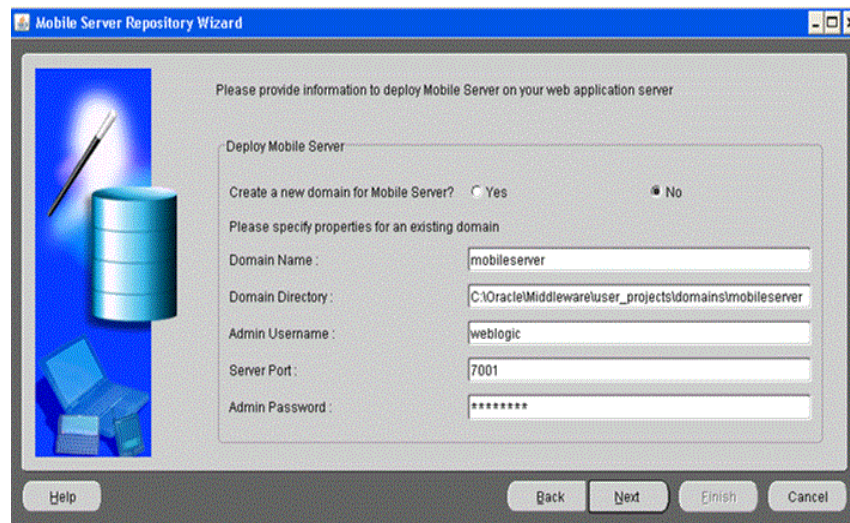 Mobile Server Repository Wizard
Please provide information to deploy Mobile Server on your web application server
Deploy Mobile Server
Create a new domain for Mobile Server? Yes No
Please specify properties for an existing domain
Domain Name : mobileserver
Domain Directory : C:\Oracle\Middleware\user_projects\domains\mobileserver
Admin Username : weblogic
Server Port : 7001
Admin Password : ********
Help Back Next Finish Cancel